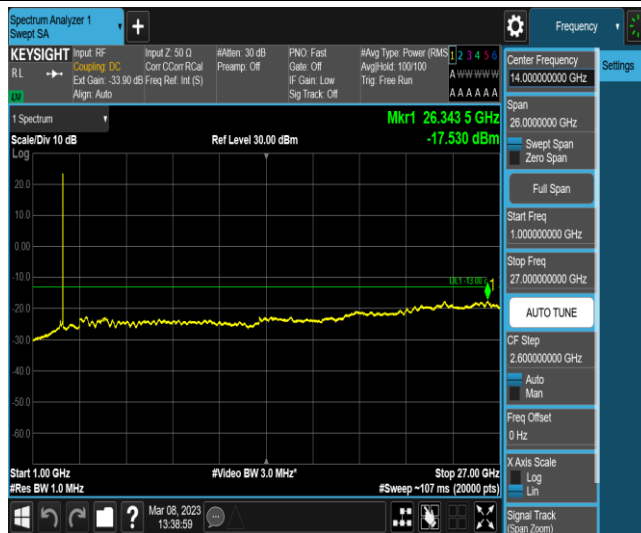 Spectrum Analyzer 1
Swept SA
Frequency
KEYSIGHT
RL
Input: RF
Coupling: DC
Ext Gain: -33.90 dB
Align: Auto
Input Z: 50 Ω
Corr CCorr RCal
Freq Ref: Int (S)
#Atten: 30 dB
Preamp: Off
PNO: Fast
Gate: Off
IF Gain: Low
Sig Track: Off
#Avg Type: Power (RMS
Avg|Hold: 100/100
Trig: Free Run
1 2 3 4 5 6
A W W W W W
A A A A A A
1 Spectrum
Mkr1 26.343 5 GHz
Scale/Div 10 dB
Ref Level 30.00 dBm
-17.530 dBm
Log
20.0
10.0
0.00
-10.0
-20.0
-30.0
-40.0
-50.0
-60.0
1
Start 1.00 GHz
#Video BW 3.0 MHz*
Stop 27.00 GHz
#Res BW 1.0 MHz
#Sweep ~107 ms (20000 pts)
?
Mar 08, 2023
13:38:59
Settings
Center Frequency
14.000000000 GHz
Span
26.0000000 GHz
Swept Span
Zero Span
Full Span
Start Freq
1.000000000 GHz
Stop Freq
27.000000000 GHz
AUTO TUNE
CF Step
2.600000000 GHz
Auto
Man
Freq Offset
0 Hz
X Axis Scale
Log
Lin
Signal Track
(Span Zoom)